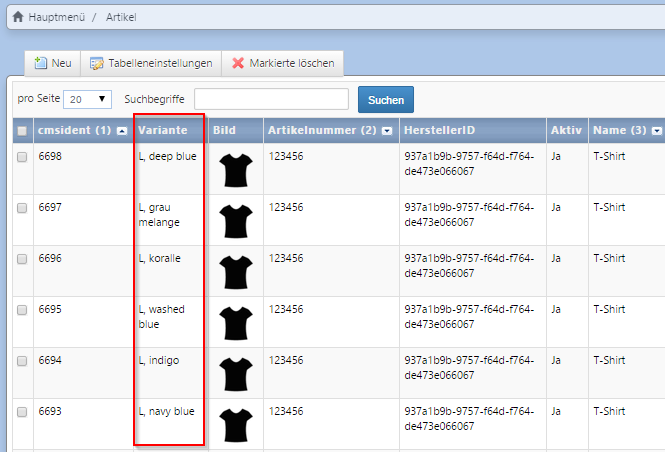 Hauptmenü / Artikel
Neu Tabelleneinstellungen Markierte löschen
pro Seite 20 Suchbegriffe Suchen
cmsident (1) Variante Bild Artikelnummer (2) HerstellerID Aktiv Name (3)
6698 L, deep blue 123456 937a1b9b-9757-f64d-f764- Ja T-Shirt
de473e066067
6697 L, grau 123456 937a1b9b-9757-f64d-f764- Ja T-Shirt
melange de473e066067
6696 L, koralle 123456 937a1b9b-9757-f64d-f764- Ja T-Shirt
de473e066067
6695 L, washed 123456 937a1b9b-9757-f64d-f764- Ja T-Shirt
blue de473e066067
6694 L, indigo 123456 937a1b9b-9757-f64d-f764- Ja T-Shirt
de473e066067
6693 L, navy blue 123456 937a1b9b-9757-f64d-f764- Ja T-Shirt
de473e066067